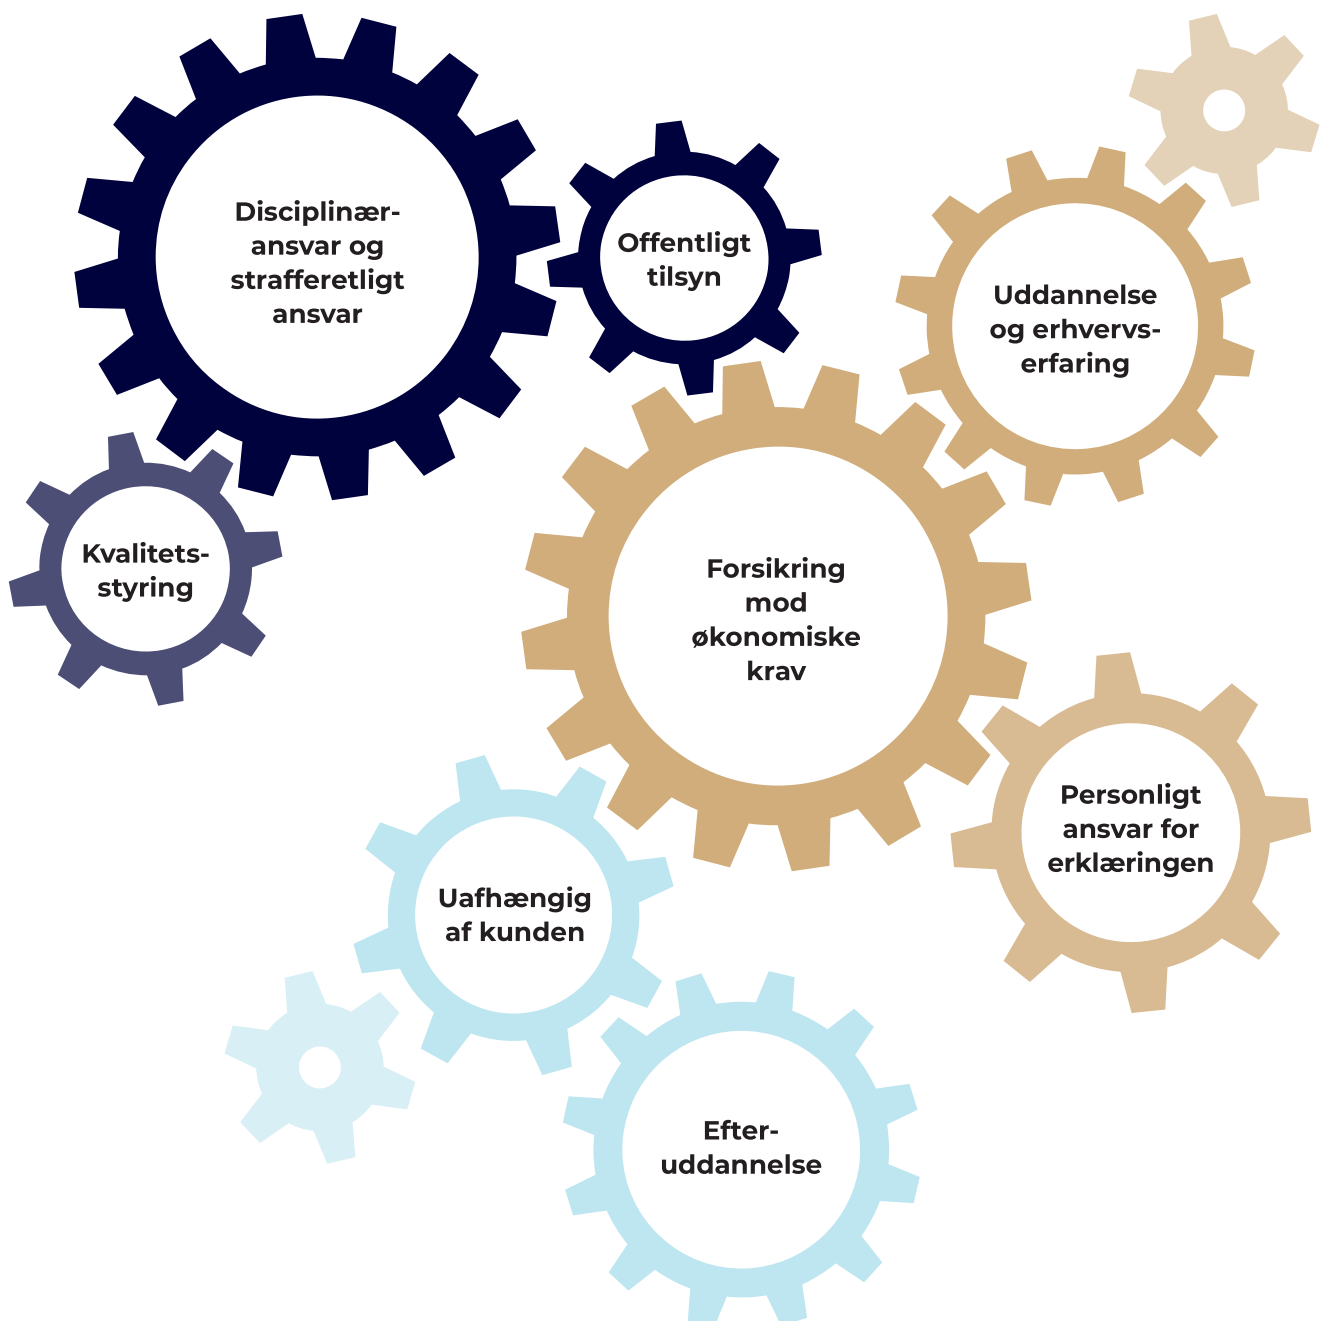 Disciplinær-
ansvar og
strafferetligt
ansvar
Offentligt
tilsyn
Uddannelse
og erhvervs-
erfaring
Kvalitets-
styring
Forsikring
mod
økonomiske
krav
Personligt
ansvar for
erklæringen
Uafhængig
af kunden
Efter-
uddannelse